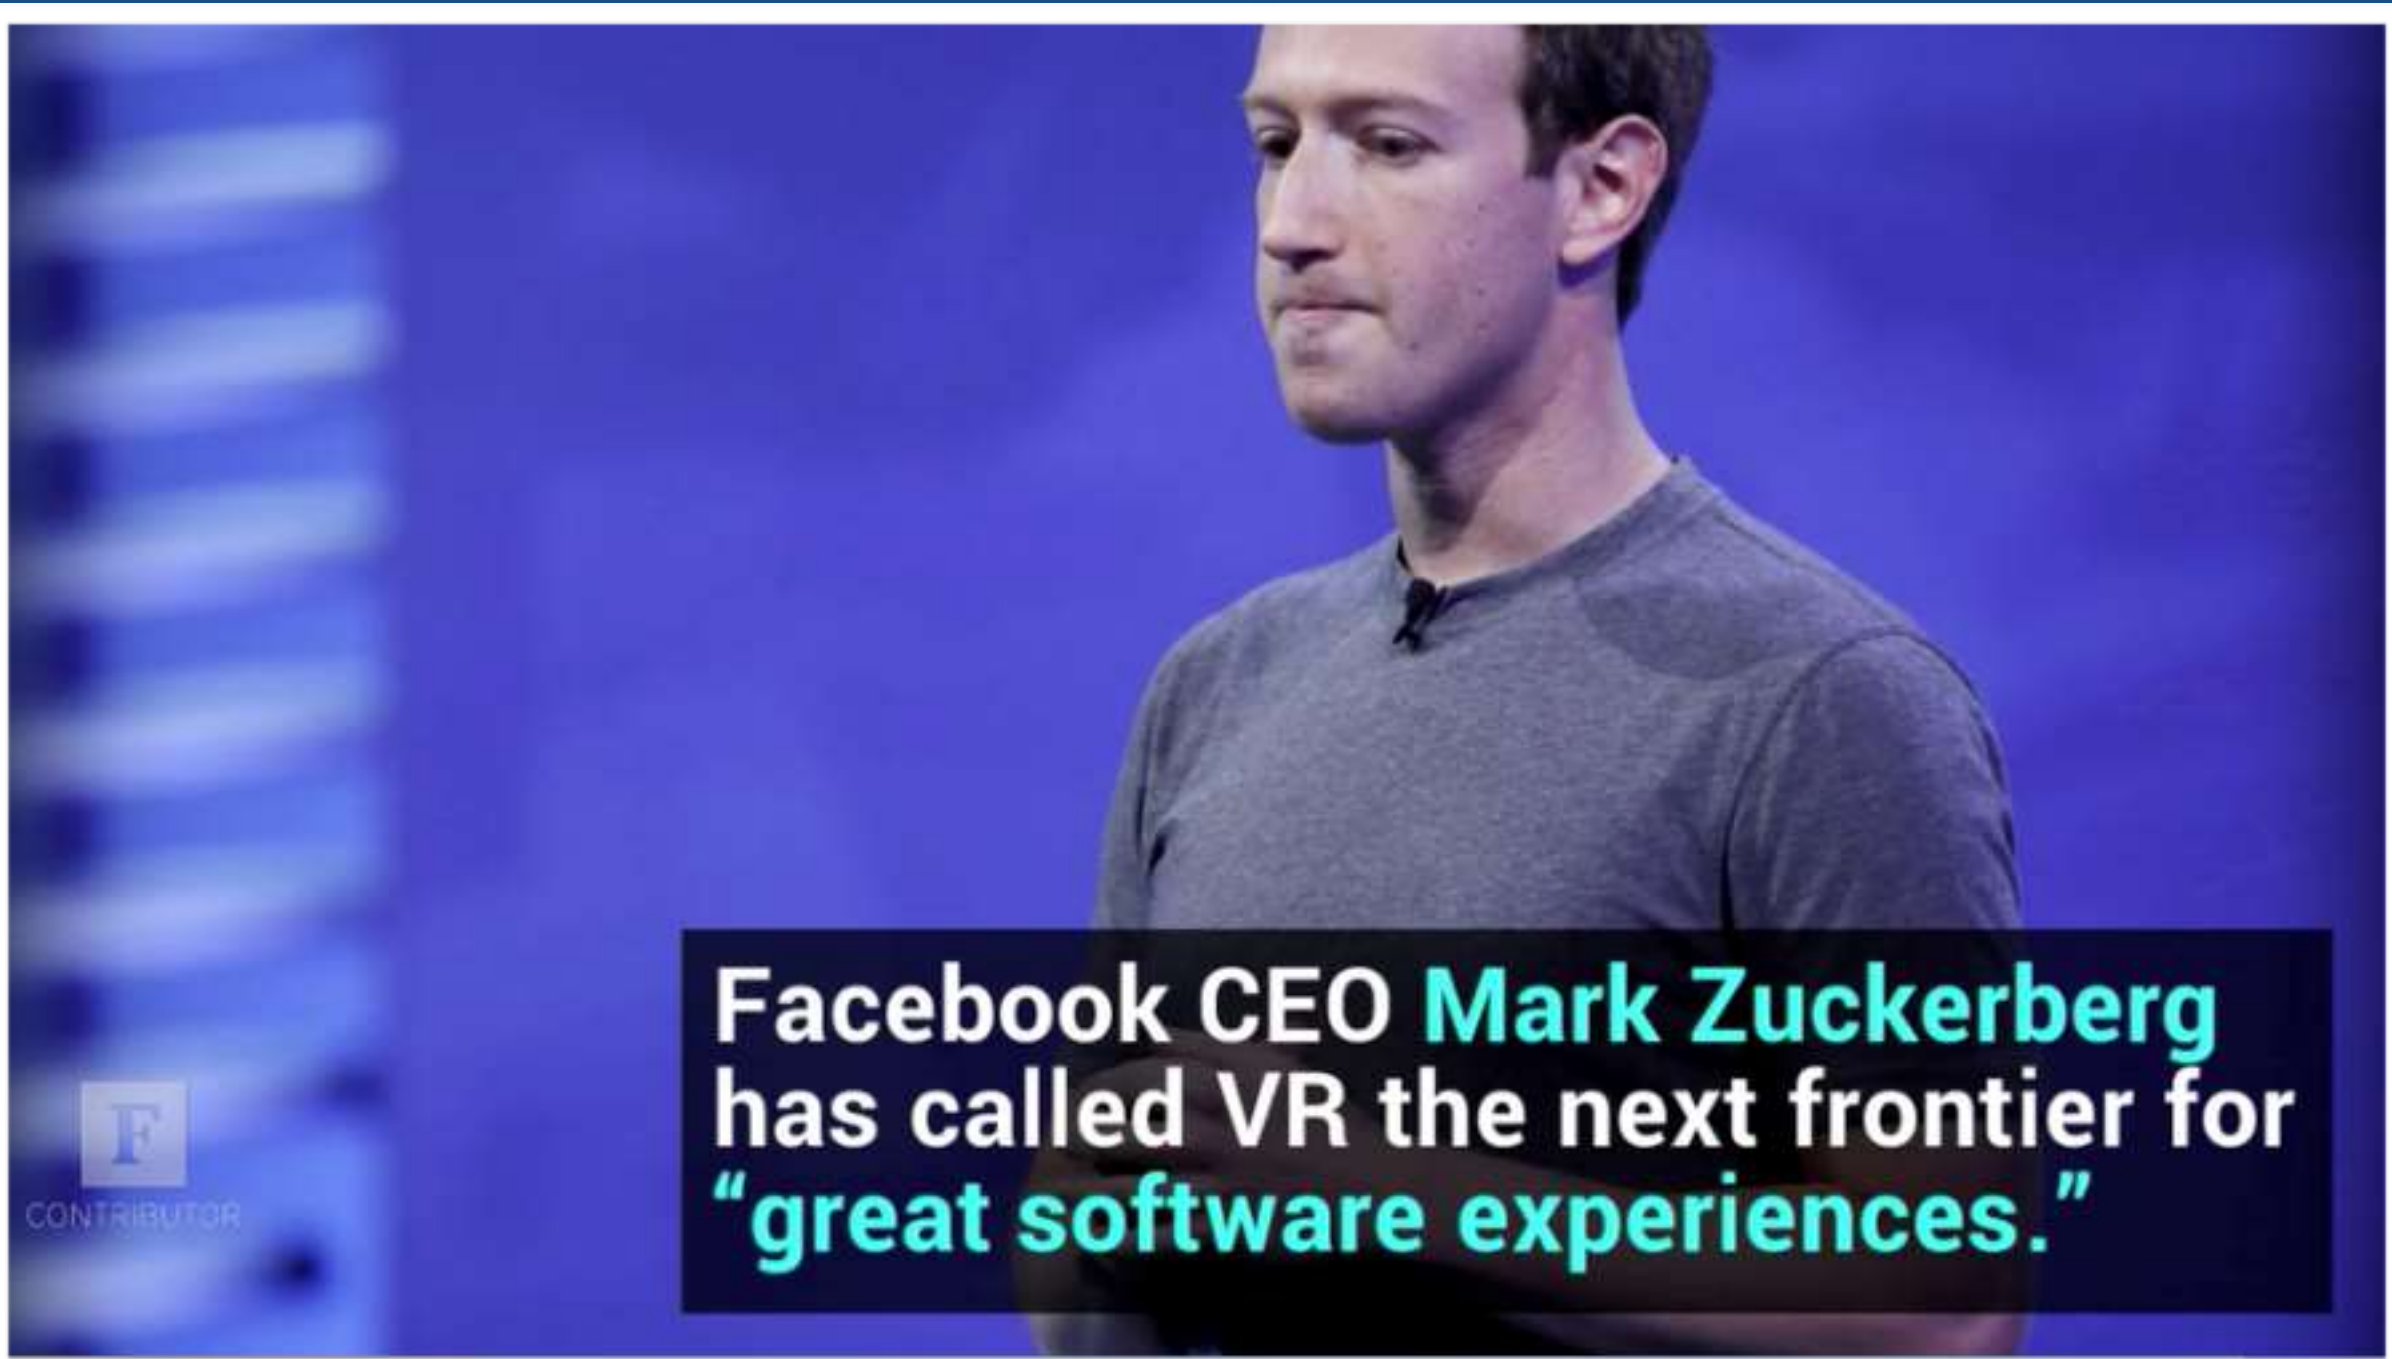 Facebook CEO Mark Zuckerberg
has called VR the next frontier for
“great software experiences.”
F
CONTRIBUTOR